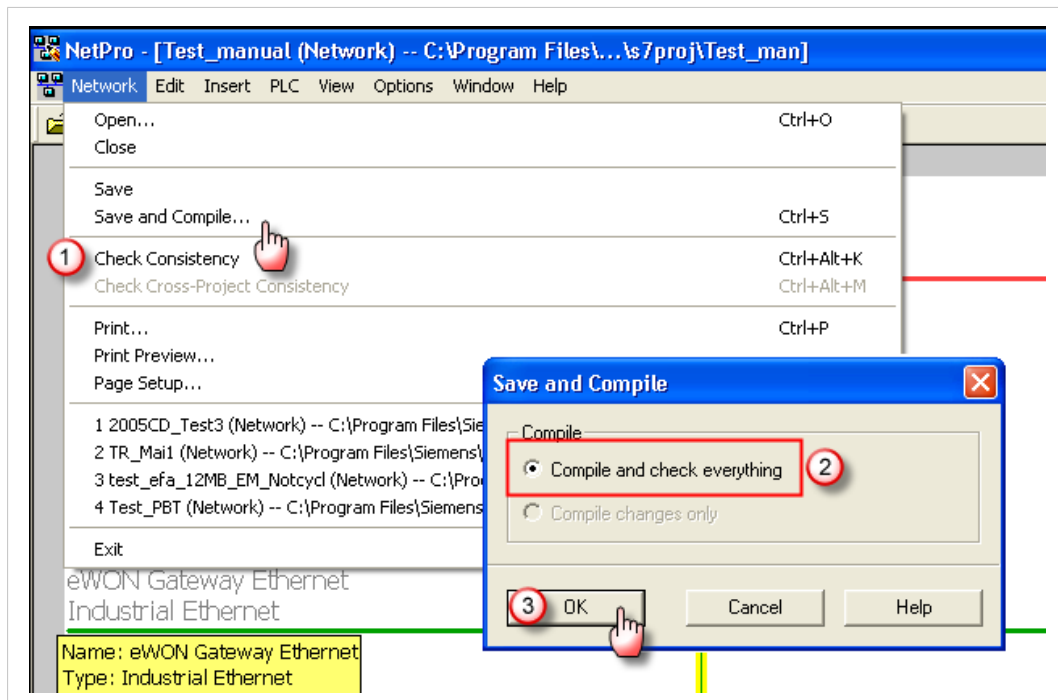 NetPro - [Test_manual (Network) -- C:\Program Files\...\s7proj\Test_man]
Network Edit Insert PLC View Options Window Help
Open... Ctrl+O
Close
Save
Save and Compile... Ctrl+S
1 Check Consistency Ctrl+Alt+K
Check Cross-Project Consistency Ctrl+Alt+M
Print... Ctrl+P
Print Preview...
Page Setup...
1 2005CD_Test3 (Network) -- C:\Program Files\Sie
2 TR_Mai1 (Network) -- C:\Program Files\Siemens\
3 test_efa_12MB_EM_Notcycl (Network) -- C:\Pro
4 Test_PBT (Network) -- C:\Program Files\Siemens
Exit
Save and Compile
Compile
Compile and check everything 2
Compile changes only
3 OK Cancel Help
eWON Gateway Ethernet
Industrial Ethernet
Name: eWON Gateway Ethernet
Type: Industrial Ethernet